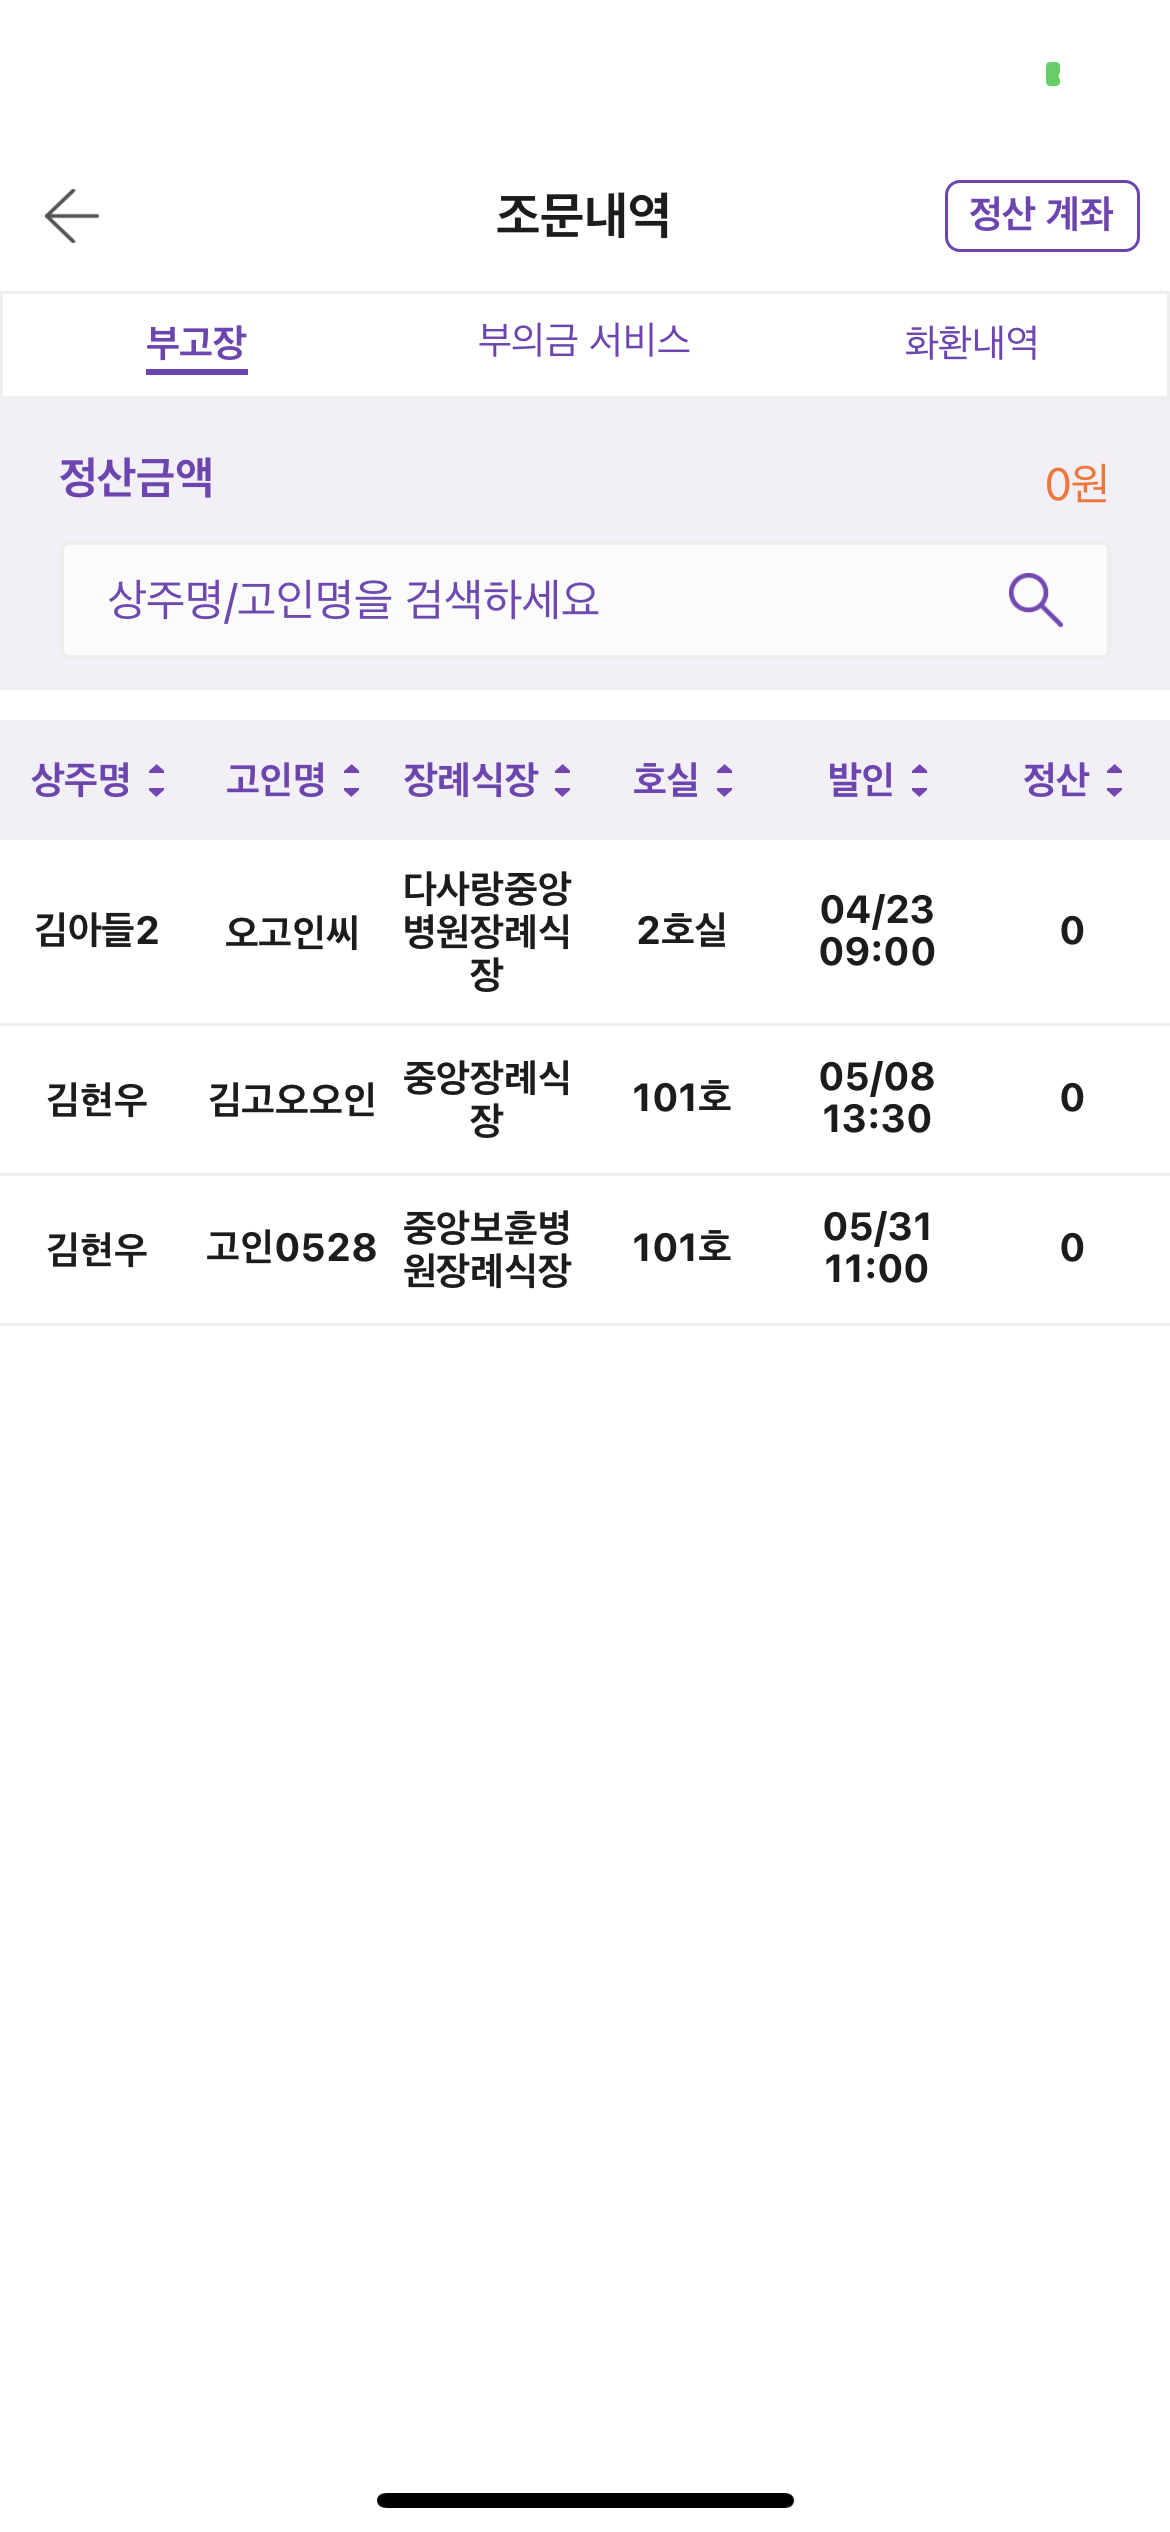 조문내역
정산 계좌
부고장 부의금 서비스 화환내역
정산금액 0원
상주명/고인명을 검색하세요
상주명 고인명 장례식장 호실 발인 정산
김아들2 오고인씨 다사랑중앙
병원장례식
장 2호실 04/23
09:00 0
김현우 김고오오인 중앙장례식
장 101호 05/08
13:30 0
김현우 고인0528 중앙보훈병
원장례식장 101호 05/31
11:00 0